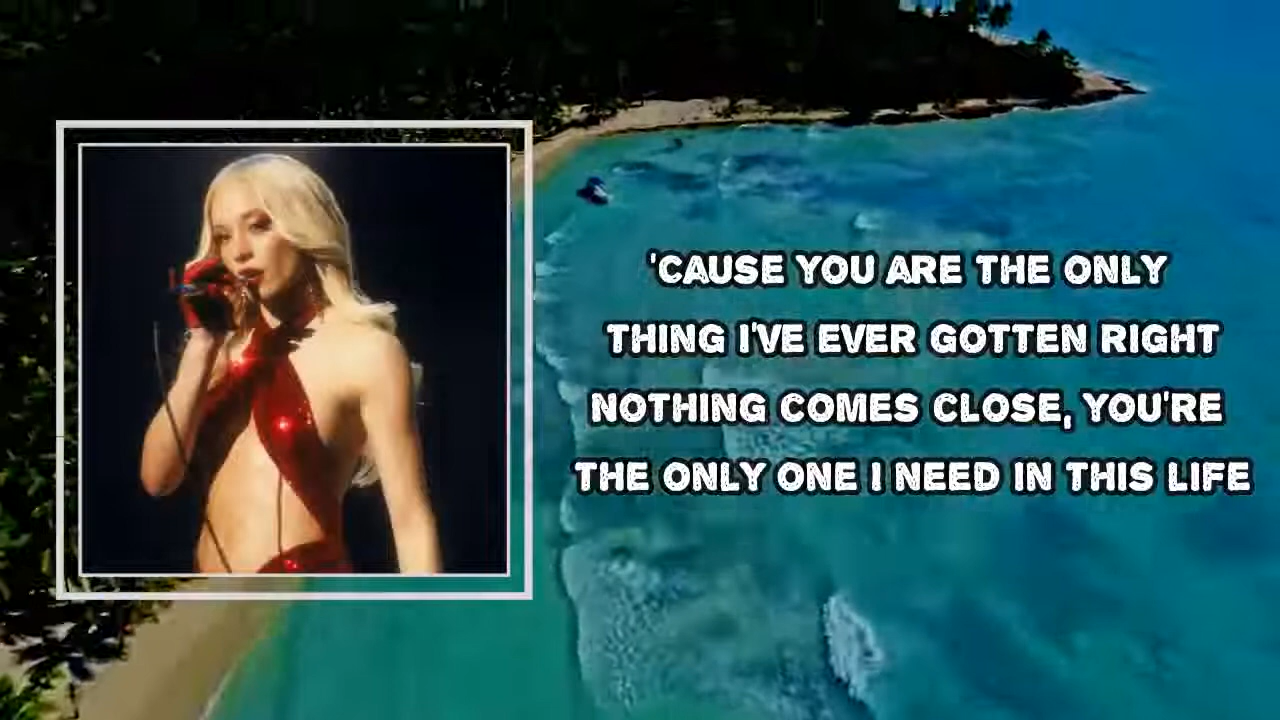 'CAUSE YOU ARE THE ONLY
THING I'VE EVER GOTTEN RIGHT
NOTHING COMES CLOSE, YOU'RE
THE ONLY ONE I NEED IN THIS LIFE